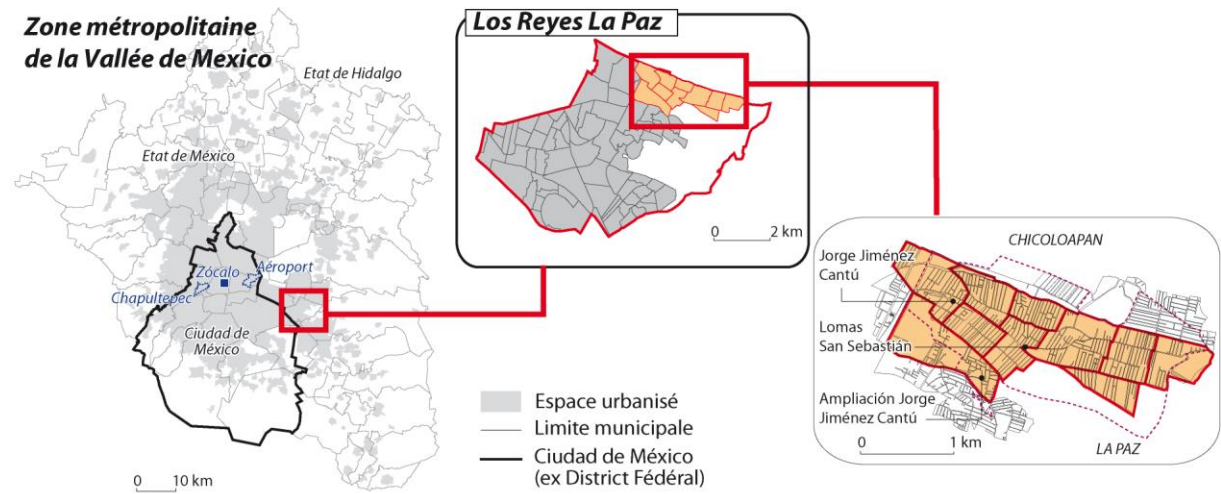 Zone métropolitaine
de la Vallée de Mexico
Etat de Hidalgo
Etat de México
Zócalo
Aéroport
Chapultepec
Ciudad de
México
0 10 km
Los Reyes La Paz
0 2 km
Espace urbanisé
Limite municipale
Ciudad de México
(ex District Fédéral)
CHICOLOAPAN
Jorge Jiménez
Cantú
Lomas
San Sebastián
Ampliación Jorge
Jiménez Cantú
0 1 km
LA PAZ